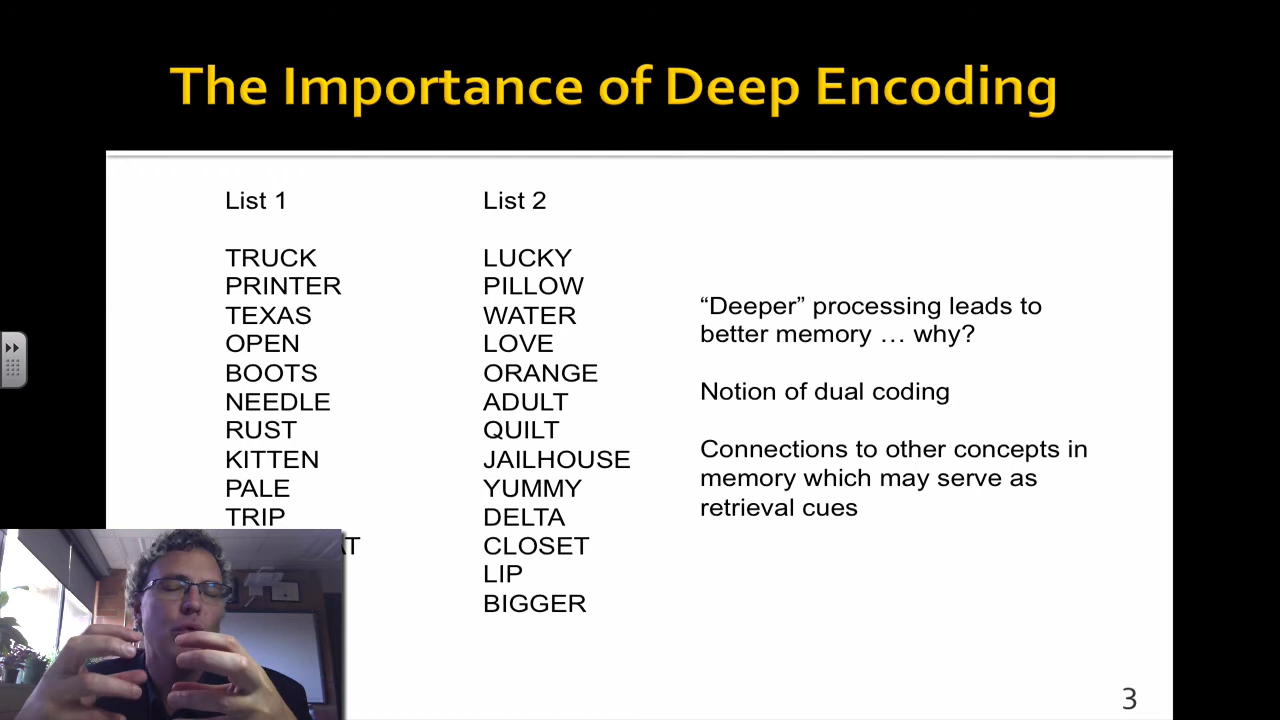 The Importance of Deep Encoding
List 1
TRUCK
PRINTER
TEXAS
OPEN
BOOTS
NEEDLE
RUST
KITTEN
PALE
TRIP
List 2
LUCKY
PILLOW
WATER
LOVE
ORANGE
ADULT
QUILT
JAILHOUSE
YUMMY
DELTA
CLOSET
LIP
BIGGER
“Deeper” processing leads to
better memory … why?
Notion of dual coding
Connections to other concepts in
memory which may serve as
retrieval cues
3